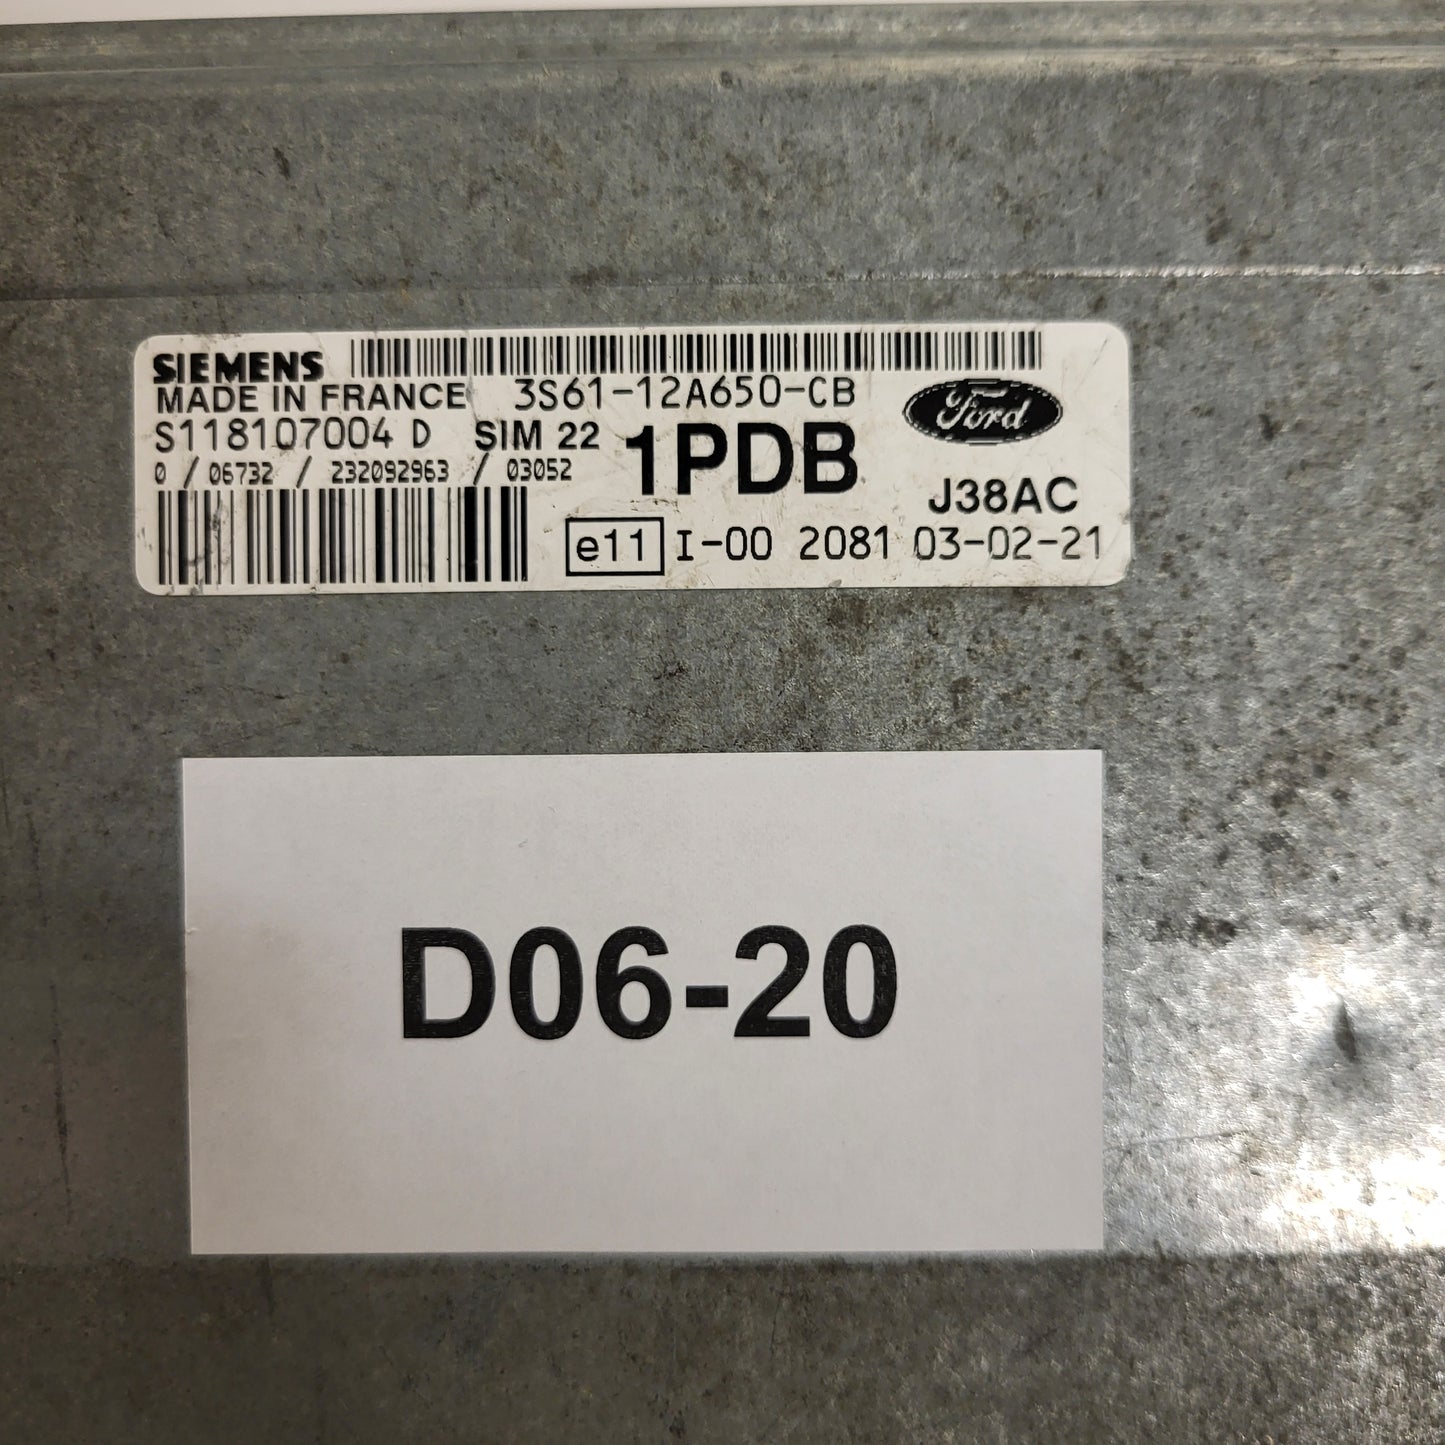 SIEMENS
MADE IN FRANCE 3S61-12A650-CB
Ford
S118107004 D SIM 22 1PDB
0 / 06732 / 232092963 / 03052
J38AC
e11 I-00 2081 03-02-21
D06-20